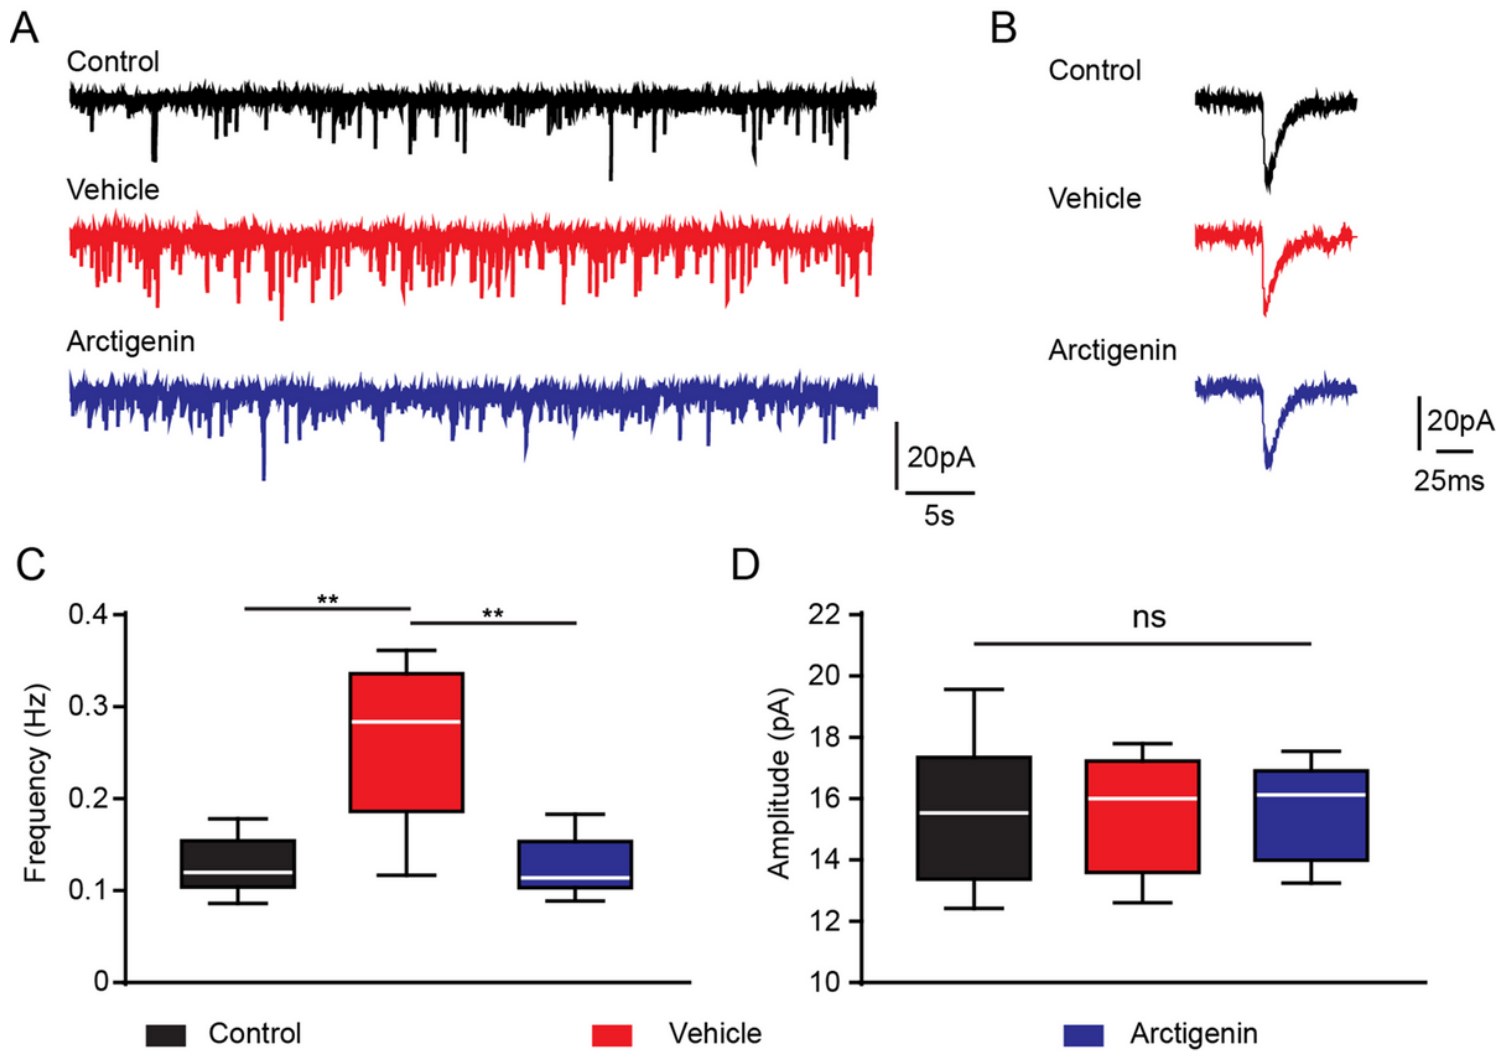 A
Control
Vehicle
Arctigenin
20pA
5s
B
Control
Vehicle
Arctigenin
20pA
25ms
C
Frequency (Hz)
0.4
0.3
0.2
0.1
0
**
**
D
Amplitude (pA)
22
20
18
16
14
12
10
ns
Control
Vehicle
Arctigenin